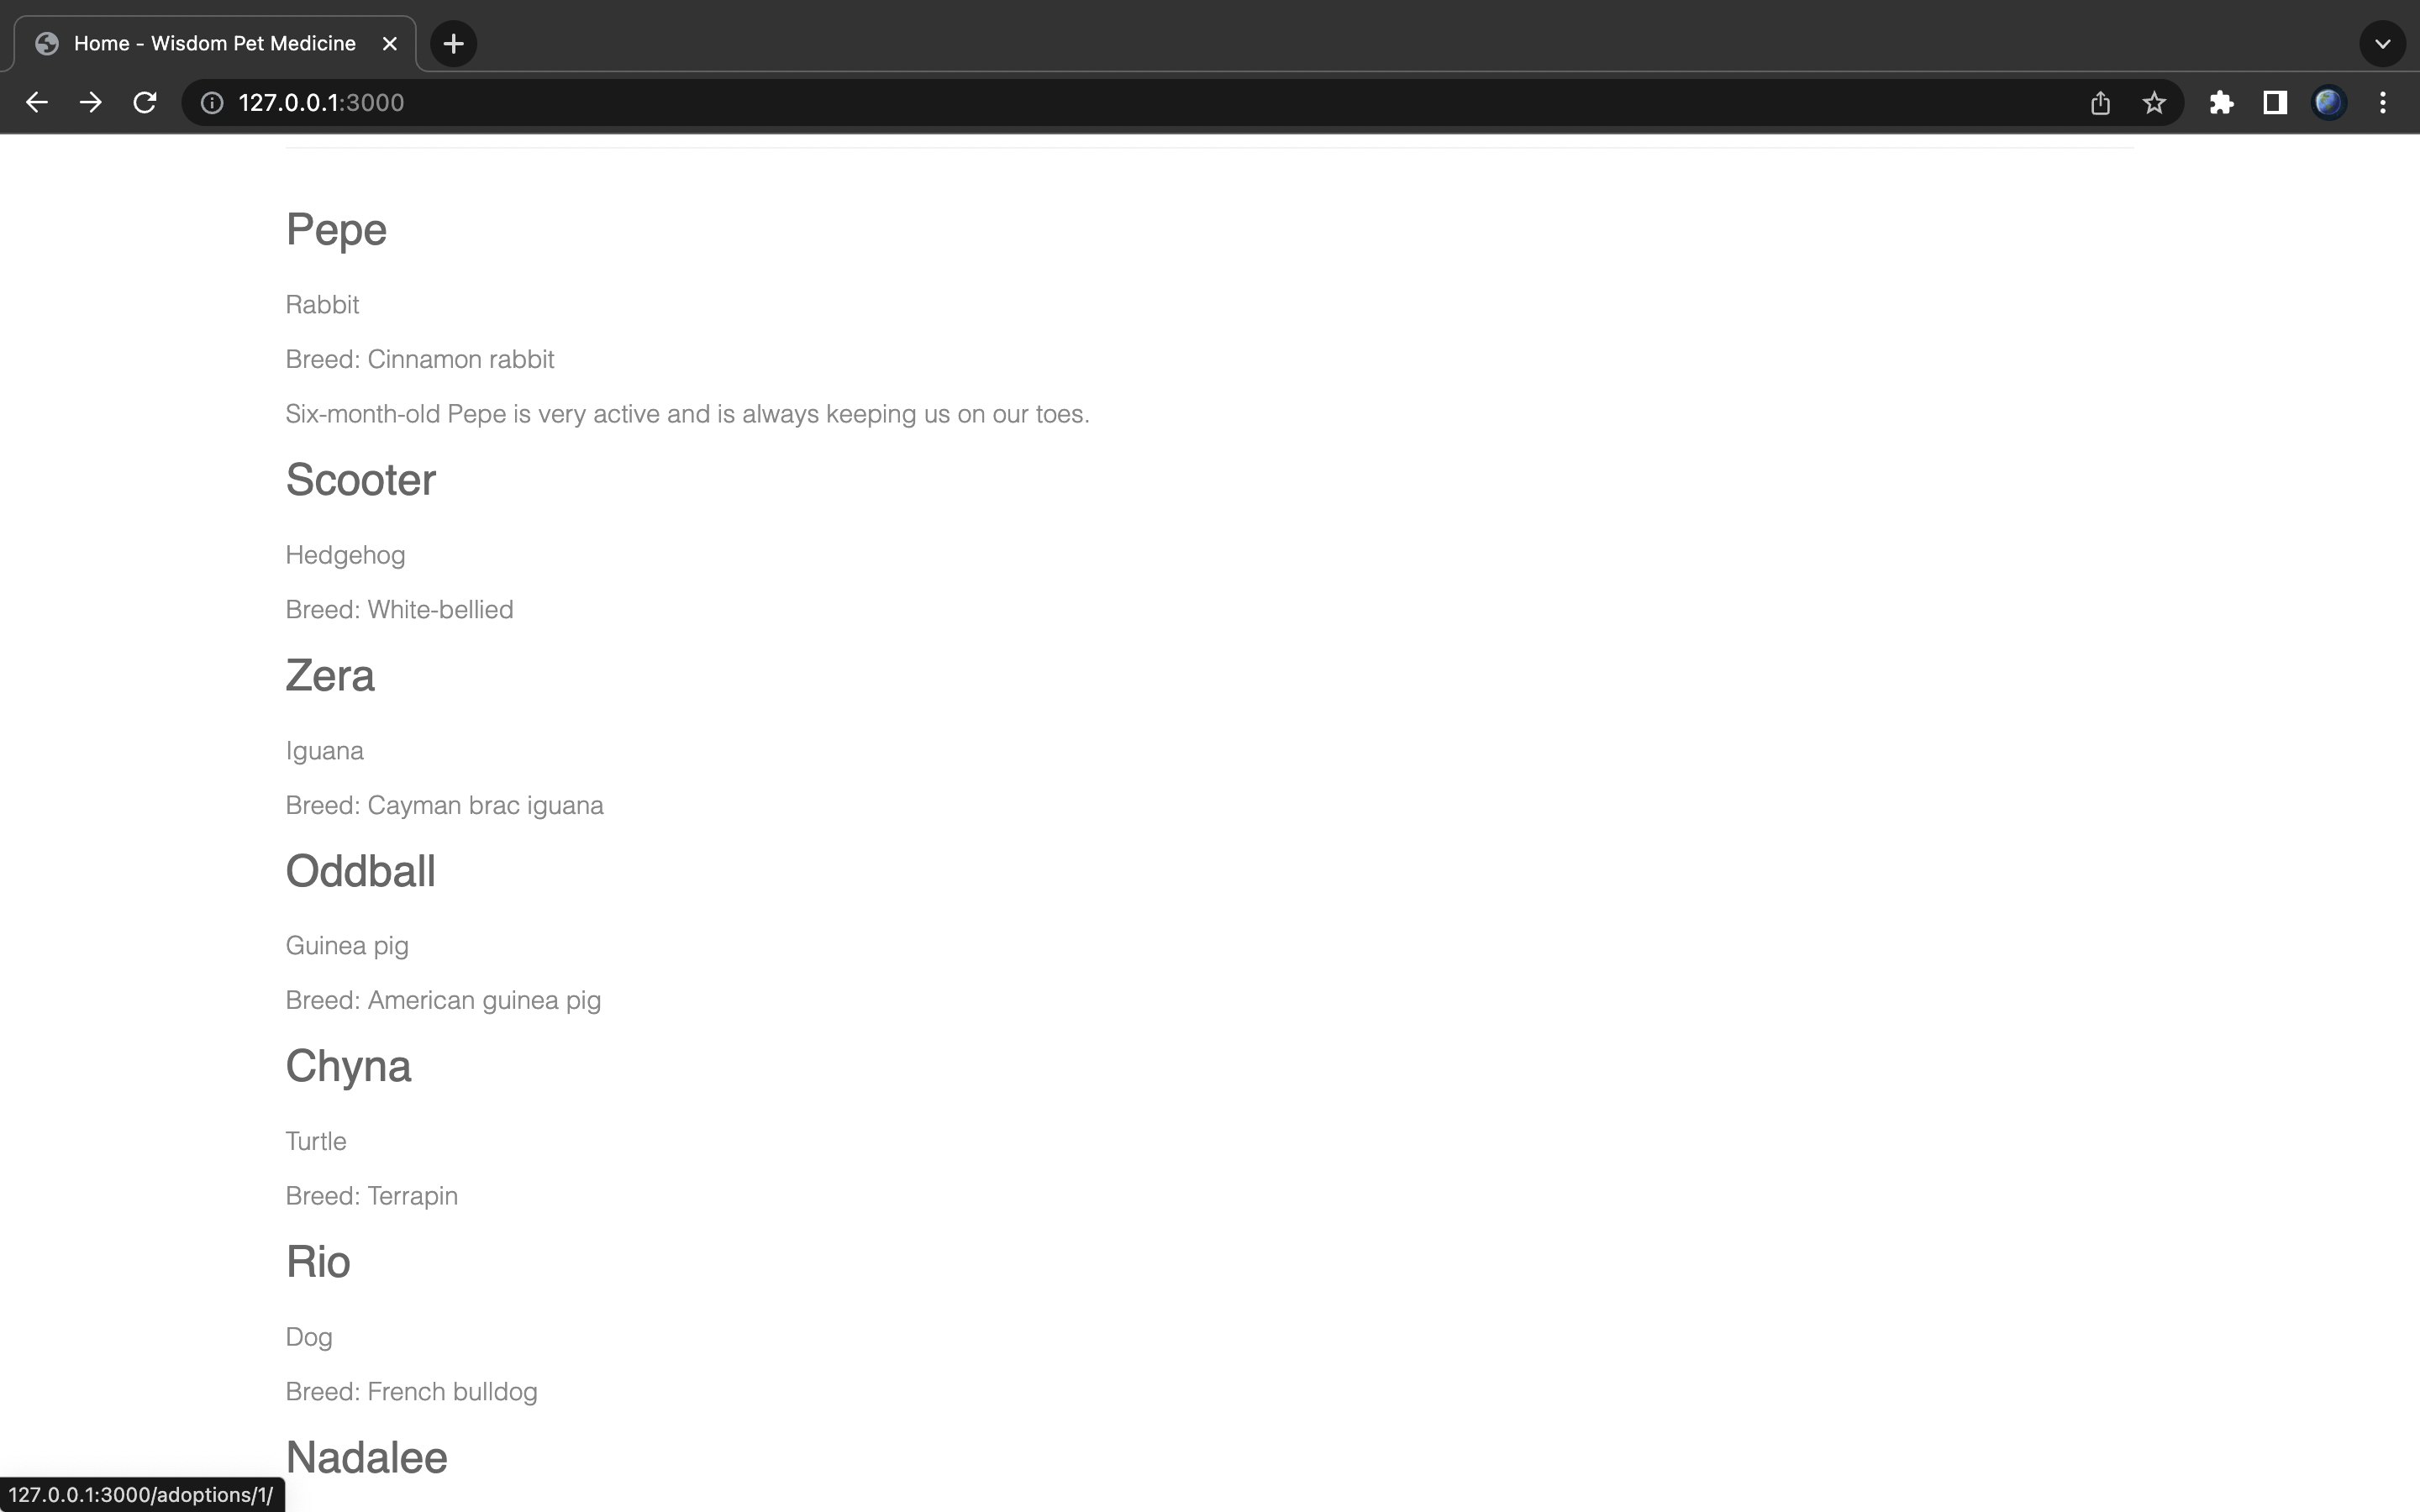 Home - Wisdom Pet Medicine
127.0.0.1:3000
Pepe
Rabbit
Breed: Cinnamon rabbit
Six-month-old Pepe is very active and is always keeping us on our toes.
Scooter
Hedgehog
Breed: White-bellied
Zera
Iguana
Breed: Cayman brac iguana
Oddball
Guinea pig
Breed: American guinea pig
Chyna
Turtle
Breed: Terrapin
Rio
Dog
Breed: French bulldog
Nadalee
127.0.0.1:3000/adoptions/1/